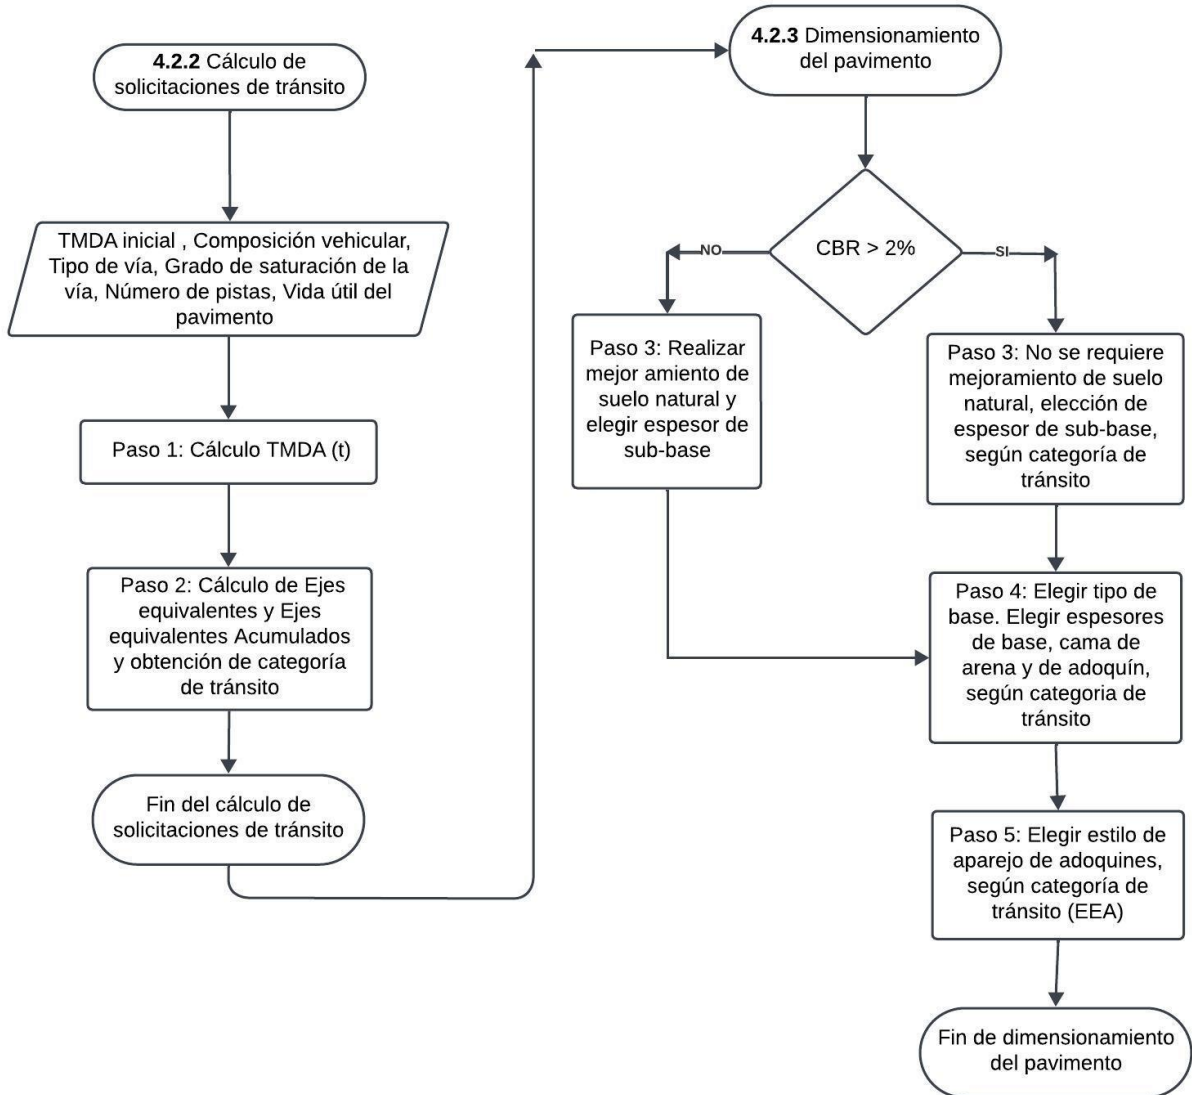 4.2.2 Cálculo de
solicitaciones de tránsito
TMDA inicial , Composición vehicular,
Tipo de vía, Grado de saturación de la
vía, Número de pistas, Vida útil del
pavimento
Paso 1: Cálculo TMDA (t)
Paso 2: Cálculo de Ejes
equivalentes y Ejes
equivalentes Acumulados
y obtención de categoría
de tránsito
Fin del cálculo de
solicitaciones de tránsito
4.2.3 Dimensionamiento
del pavimento
CBR > 2%
NO
SI
Paso 3: Realizar
mejor amiento de
suelo natural y
elegir espesor de
sub-base
Paso 3: No se requiere
mejoramiento de suelo
natural, elección de
espesor de sub-base,
según categoría de
tránsito
Paso 4: Elegir tipo de
base. Elegir espesores
de base, cama de
arena y de adoquín,
según categoria de
tránsito
Paso 5: Elegir estilo de
aparejo de adoquines,
según categoría de
tránsito (EEA)
Fin de dimensionamiento
del pavimento